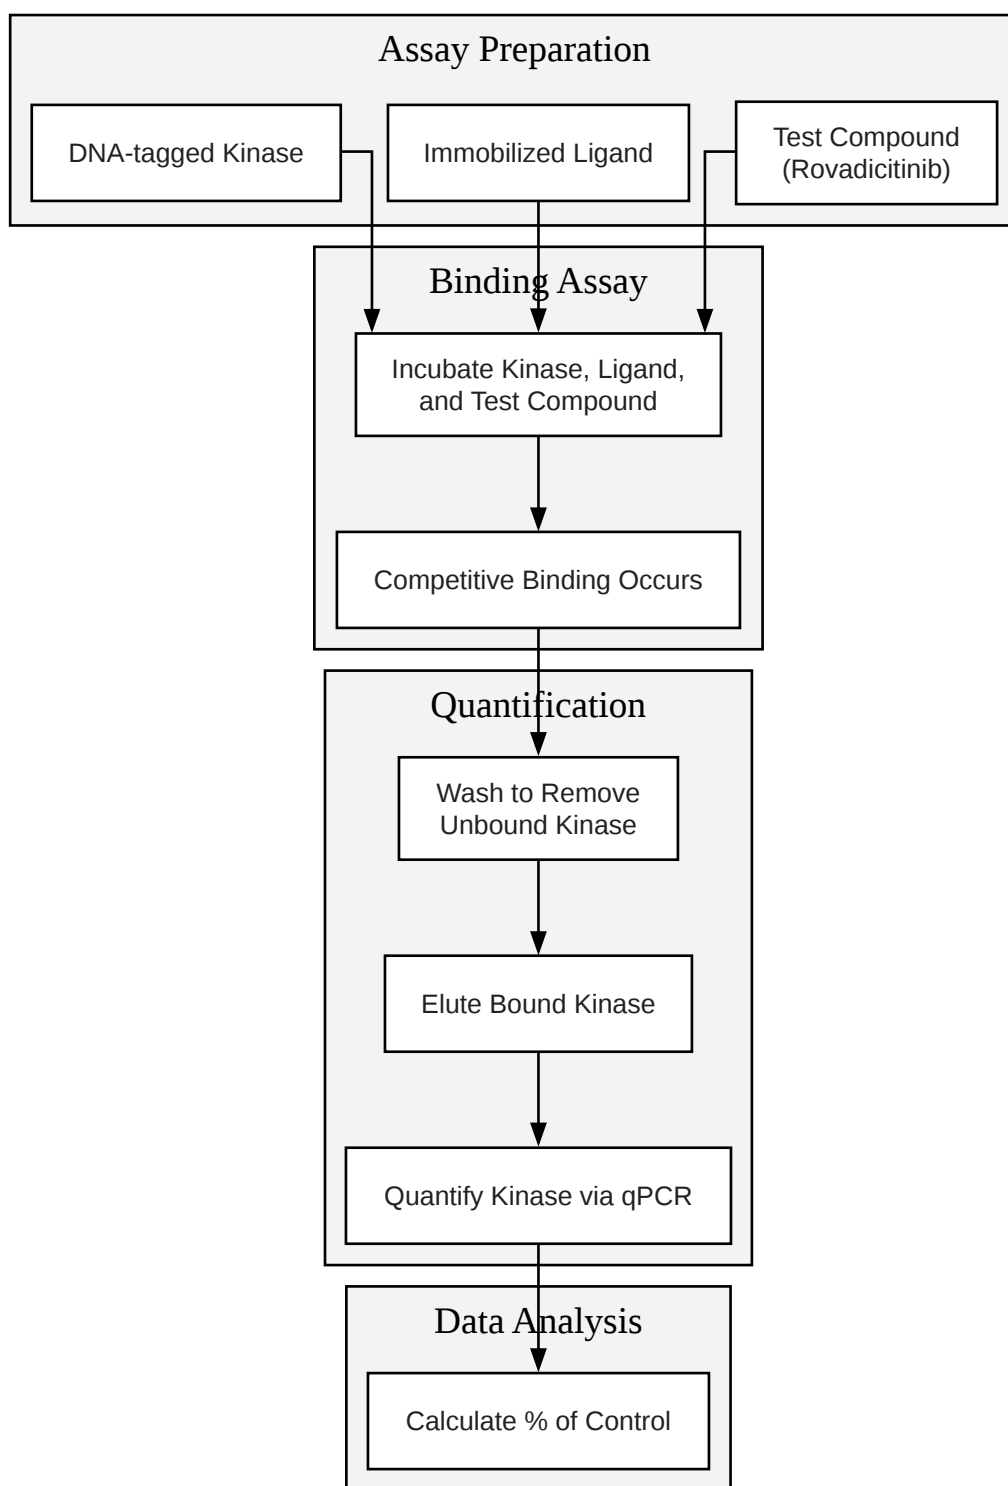 Assay Preparation
DNA-tagged Kinase
Immobilized Ligand
Test Compound
(Rovadicitinib)
Binding Assay
Incubate Kinase, Ligand,
and Test Compound
Competitive Binding Occurs
Quantification
Wash to Remove
Unbound Kinase
Elute Bound Kinase
Quantify Kinase via qPCR
Data Analysis
Calculate % of Control